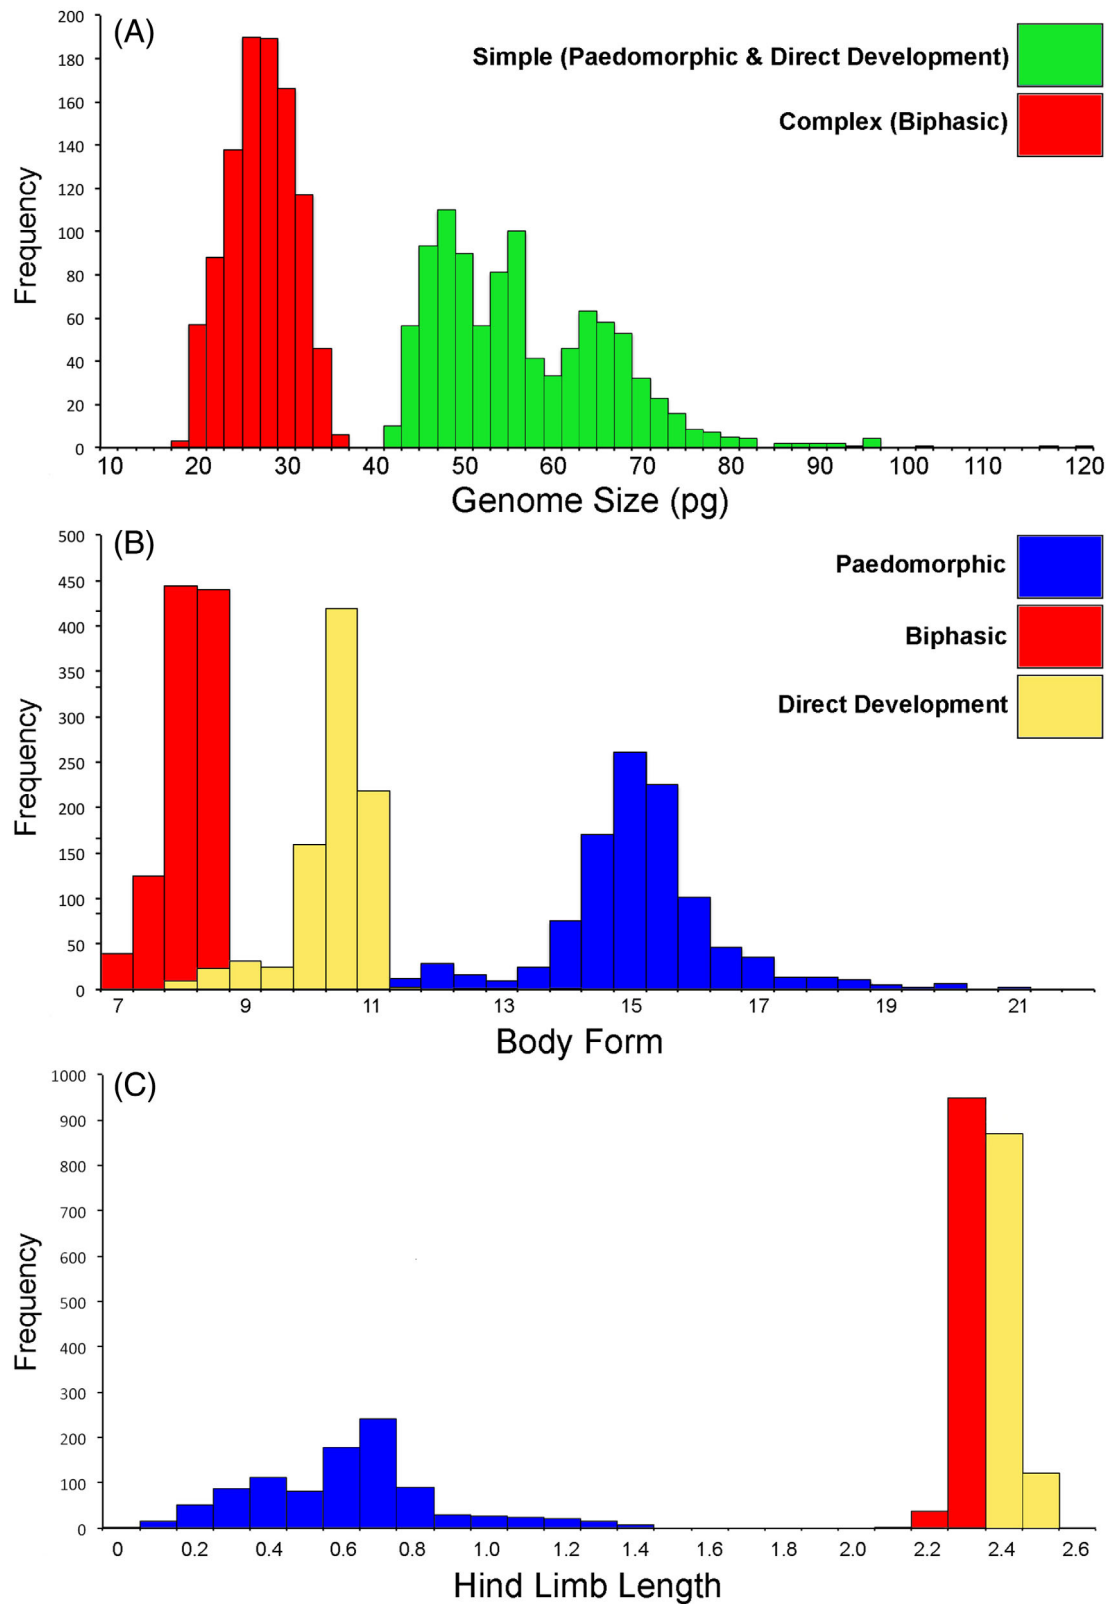 (A)
Simple (Paedomorphic & Direct Development)
Complex (Biphasic)
Frequency
200
180
160
140
120
100
80
60
40
20
0
10 20 30 40 50 60 70 80 90 100 110 120
Genome Size (pg)
(B)
Paedomorphic
Biphasic
Direct Development
Frequency
500
450
400
350
300
250
200
150
100
50
0
7 9 11 13 15 17 19 21
Body Form
(C)
Frequency
1000
900
800
700
600
500
400
300
200
100
0
0 0.2 0.4 0.6 0.8 1.0 1.2 1.4 1.6 1.8 2.0 2.2 2.4 2.6
Hind Limb Length